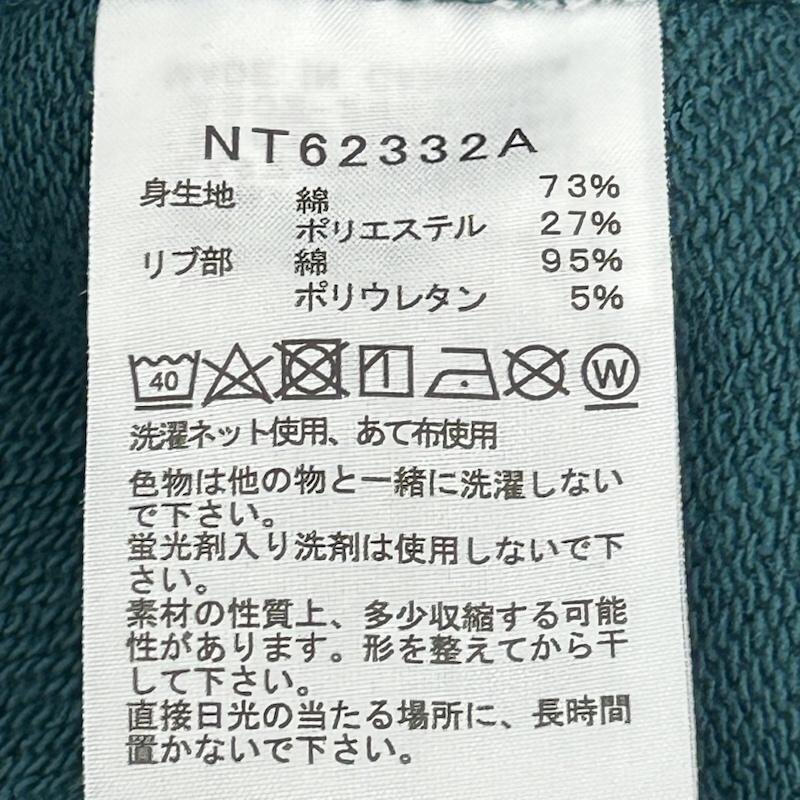 NT62332A
身生地 綿 73%
ポリエステル 27%
リブ部 綿 95%
ポリウレタン 5%
40 W
洗濯ネット使用、あて布使用
色物は他の物と一緒に洗濯しない
で下さい。
蛍光剤入り洗剤は使用しないで下
さい。
素材の性質上、多少収縮する可能
性があります。形を整えてから干
して下さい。
直接日光の当たる場所に、長時間
置かないで下さい。